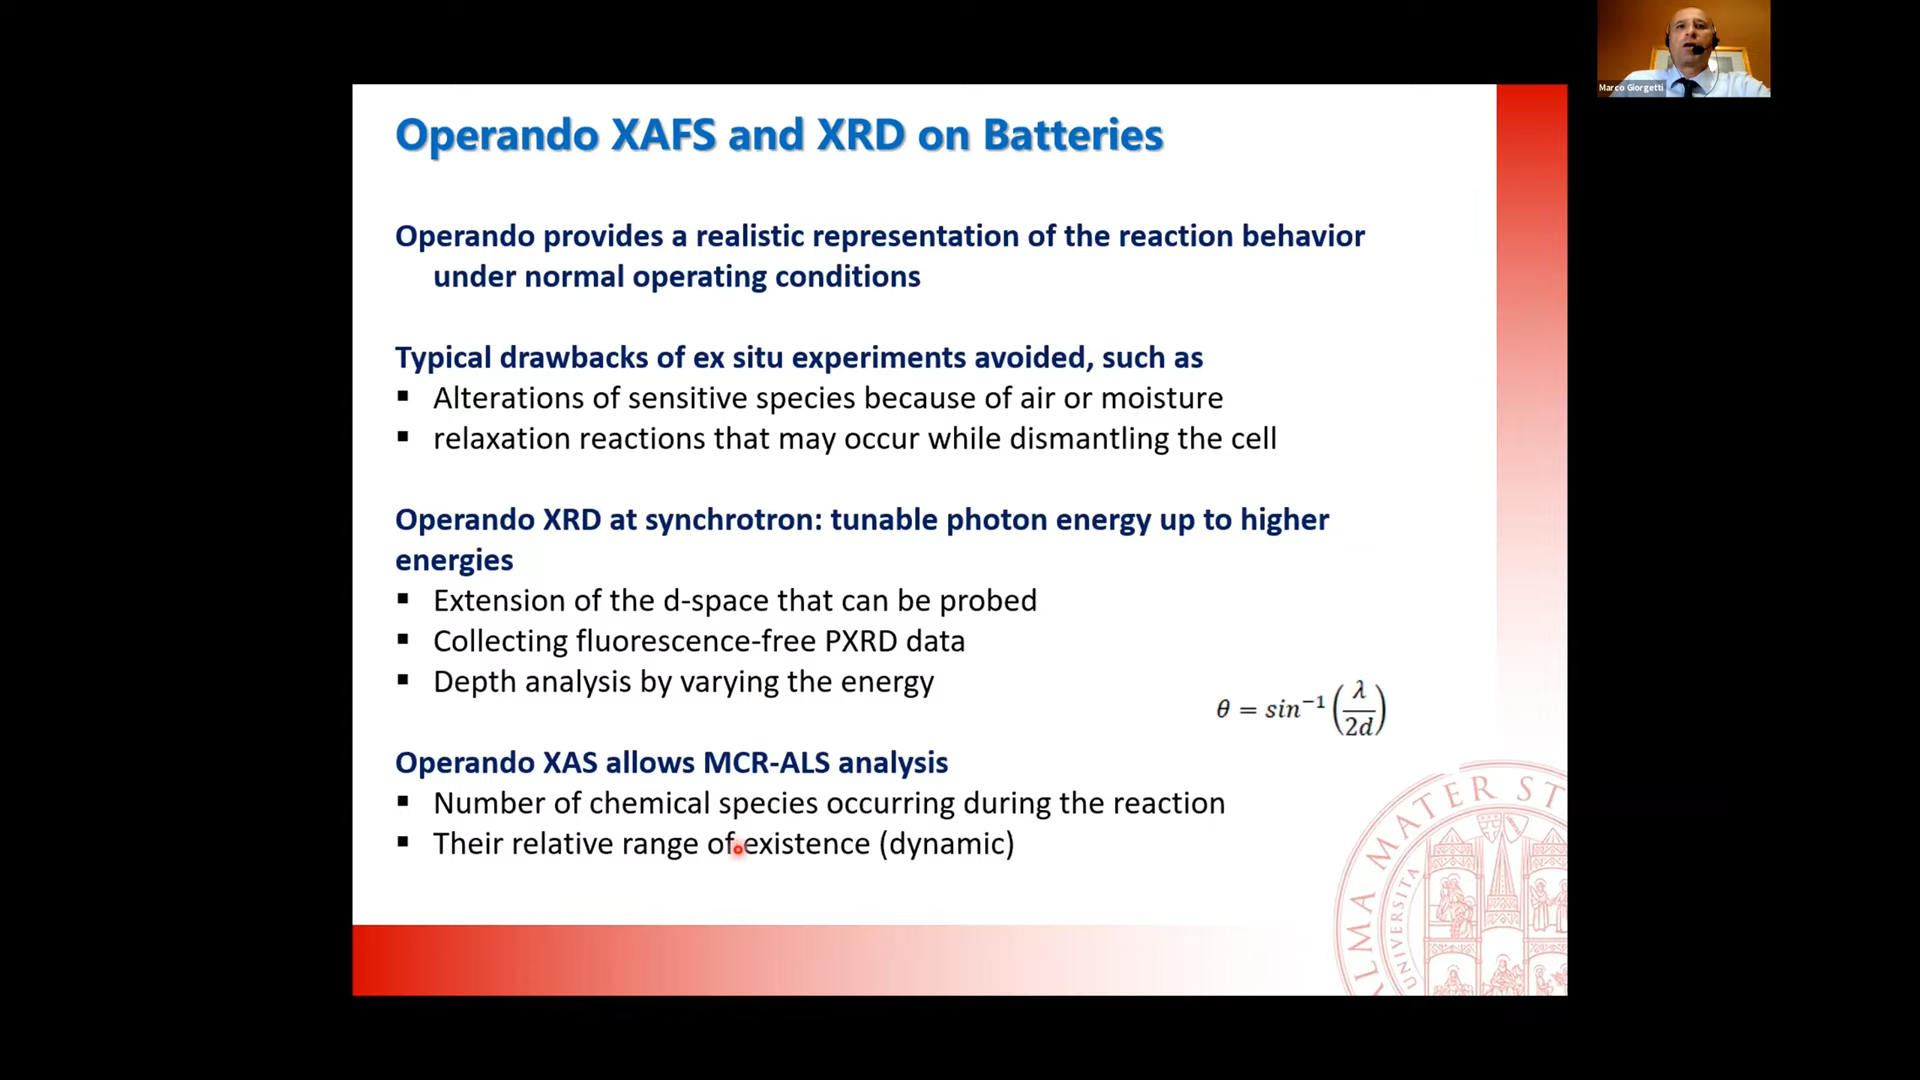 Marco Giorgetti
Operando XAFS and XRD on Batteries
Operando provides a realistic representation of the reaction behavior
under normal operating conditions
Typical drawbacks of ex situ experiments avoided, such as
▪ Alterations of sensitive species because of air or moisture
▪ relaxation reactions that may occur while dismantling the cell
Operando XRD at synchrotron: tunable photon energy up to higher
energies
▪ Extension of the d-space that can be probed
▪ Collecting fluorescence-free PXRD data
▪ Depth analysis by varying the energy
θ = sin⁻¹(λ/2d)
Operando XAS allows MCR-ALS analysis
▪ Number of chemical species occurring during the reaction
▪ Their relative range of existence (dynamic)
ALMA MATER ST
UNIVERSITA